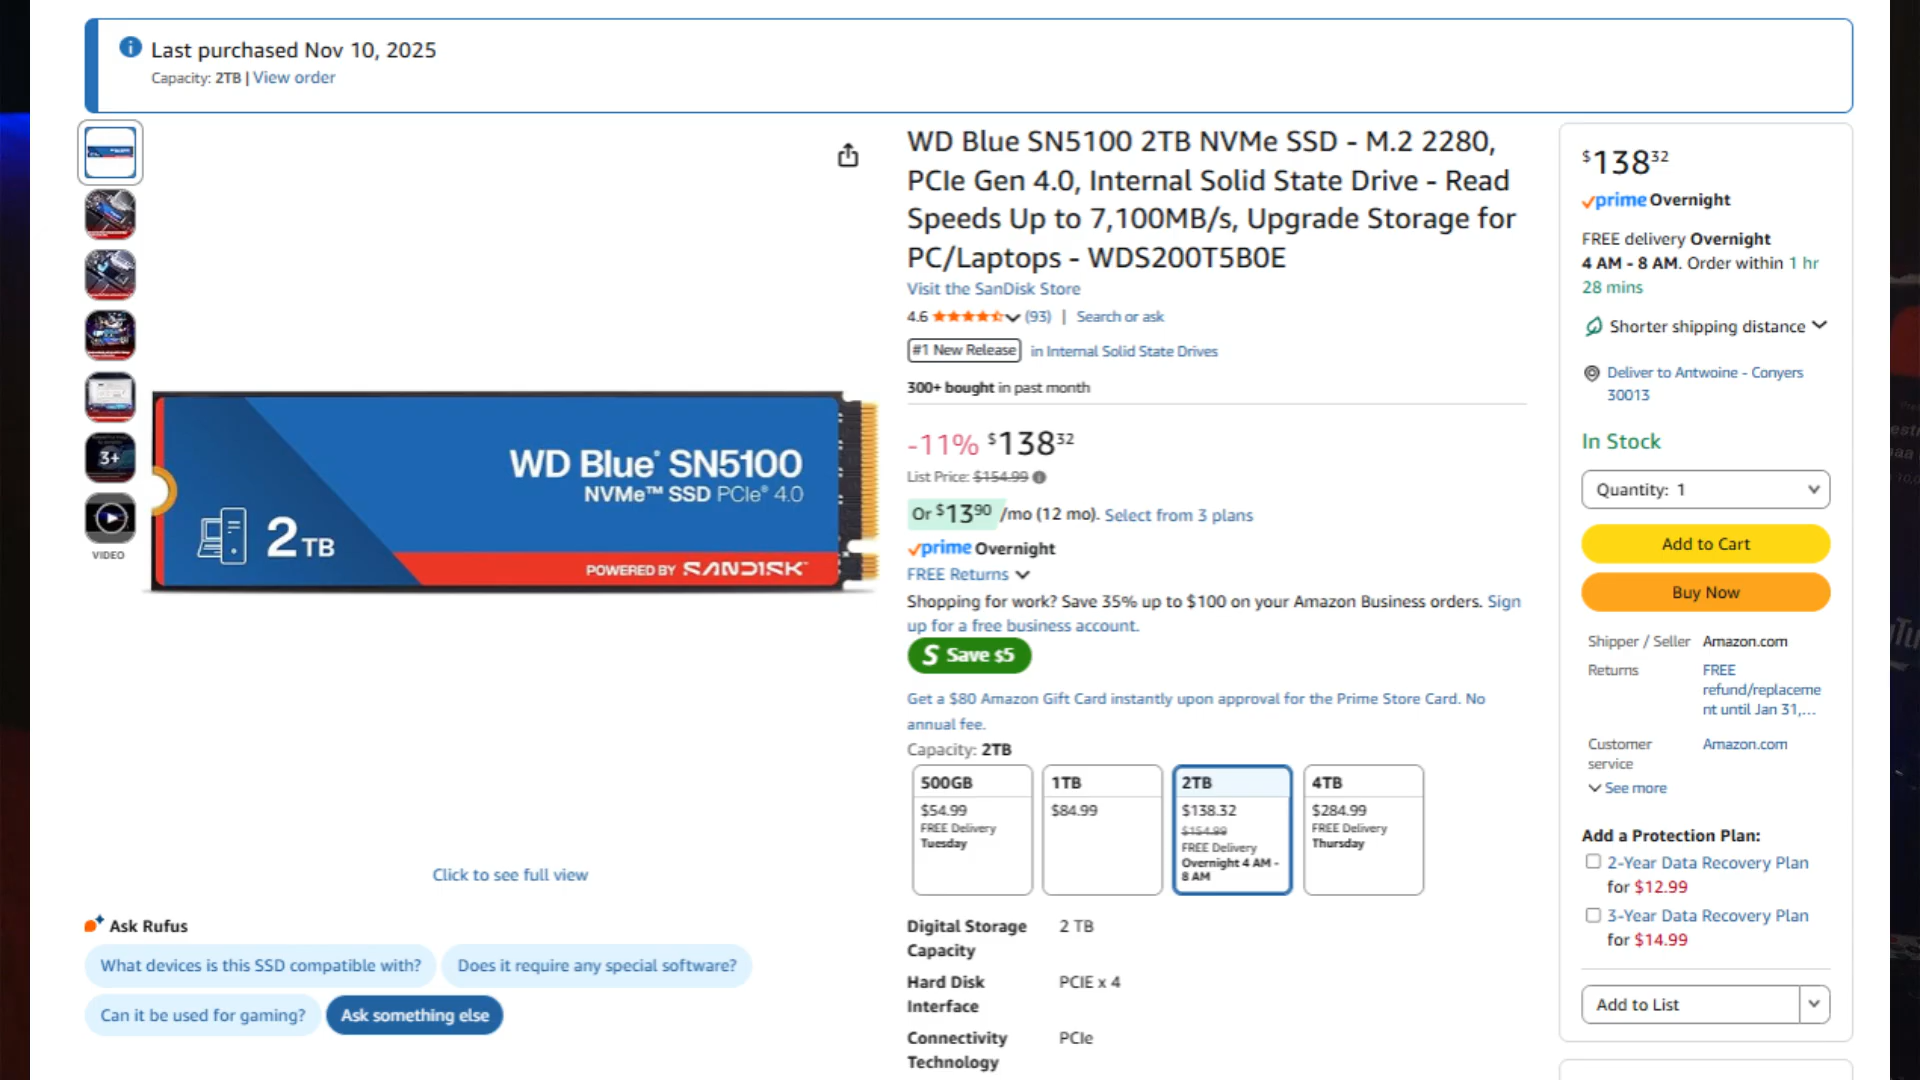 Last purchased Nov 10, 2025
Capacity: 2TB | View order
WD Blue SN5100 2TB NVMe SSD - M.2 2280,
PCIe Gen 4.0, Internal Solid State Drive - Read
Speeds Up to 7,100MB/s, Upgrade Storage for
PC/Laptops - WDS200T5B0E
Visit the SanDisk Store
4.6 (93) | Search or ask
#1 New Release in Internal Solid State Drives
300+ bought in past month
-11% $138 32
List Price: $154.99
Or $13 90 /mo (12 mo). Select from 3 plans
prime Overnight
FREE Returns
Shopping for work? Save 35% up to $100 on your Amazon Business orders. Sign
up for a free business account.
S Save $5
Get a $80 Amazon Gift Card instantly upon approval for the Prime Store Card. No
annual fee.
Capacity: 2TB
500GB
$54.99
FREE Delivery
Tuesday
1TB
$84.99
2TB
$138.32
$154.99
FREE Delivery
Overnight 4 AM -
8 AM
4TB
$284.99
FREE Delivery
Thursday
Digital Storage 2 TB
Capacity
Hard Disk PCIE x 4
Interface
Connectivity PCIe
Technology
3+
VIDEO
WD Blue SN5100
NVMe™ SSD PCIe® 4.0
2TB
POWERED BY SANDISK
Click to see full view
Ask Rufus
What devices is this SSD compatible with?
Does it require any special software?
Can it be used for gaming?
Ask something else
$138 32
prime Overnight
FREE delivery Overnight
4 AM - 8 AM. Order within 1 hr
28 mins
Shorter shipping distance
Deliver to Antwoine - Conyers
30013
In Stock
Quantity: 1
Add to Cart
Buy Now
Shipper / Seller Amazon.com
Returns FREE
refund/replaceme
nt until Jan 31,...
Customer Amazon.com
service
See more
Add a Protection Plan:
2-Year Data Recovery Plan
for $12.99
3-Year Data Recovery Plan
for $14.99
Add to List